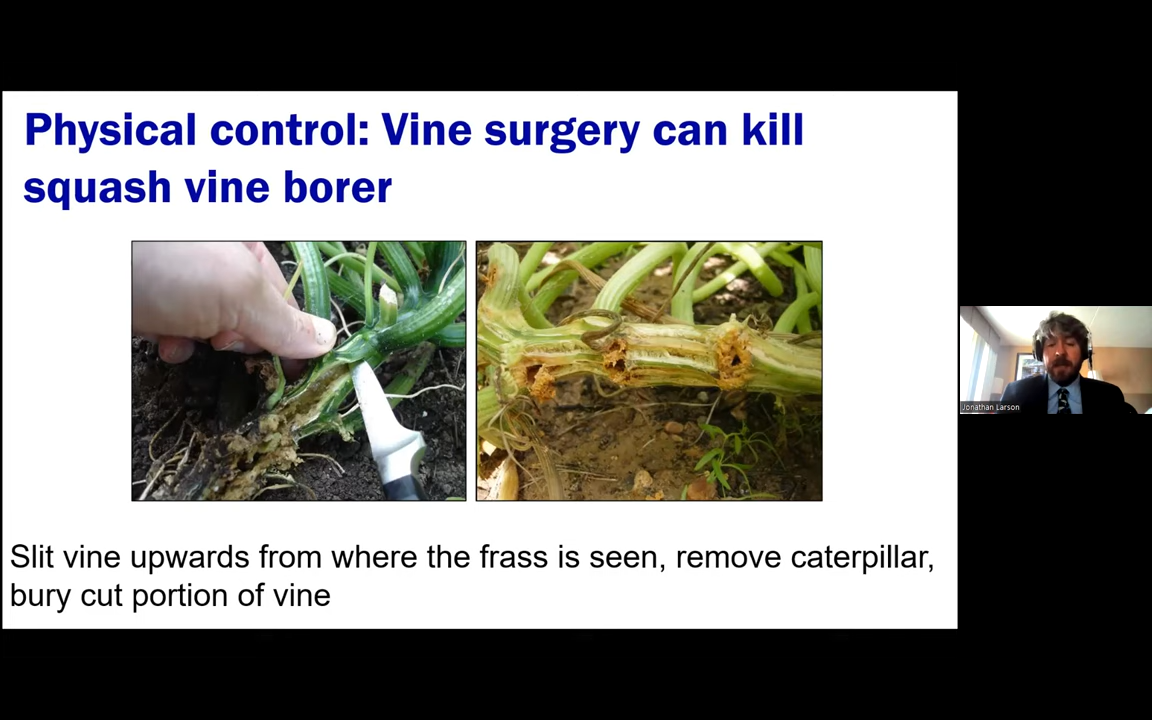 Physical control: Vine surgery can kill
squash vine borer
Slit vine upwards from where the frass is seen, remove caterpillar,
bury cut portion of vine
Jonathan Larson